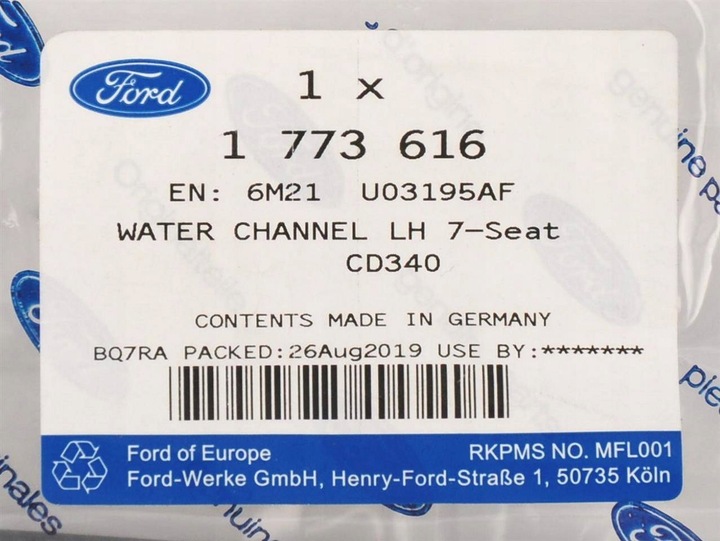 Ford
1 x
1 773 616
EN: 6M21 U03195AF
WATER CHANNEL LH 7-Seat
CD340
CONTENTS MADE IN GERMANY
BQ7RA PACKED:26Aug2019 USE BY:*******
Ford of Europe
RKPMS NO. MFL001
Ford-Werke GmbH, Henry-Ford-Straße 1, 50735 Köln
d'origine
genuine